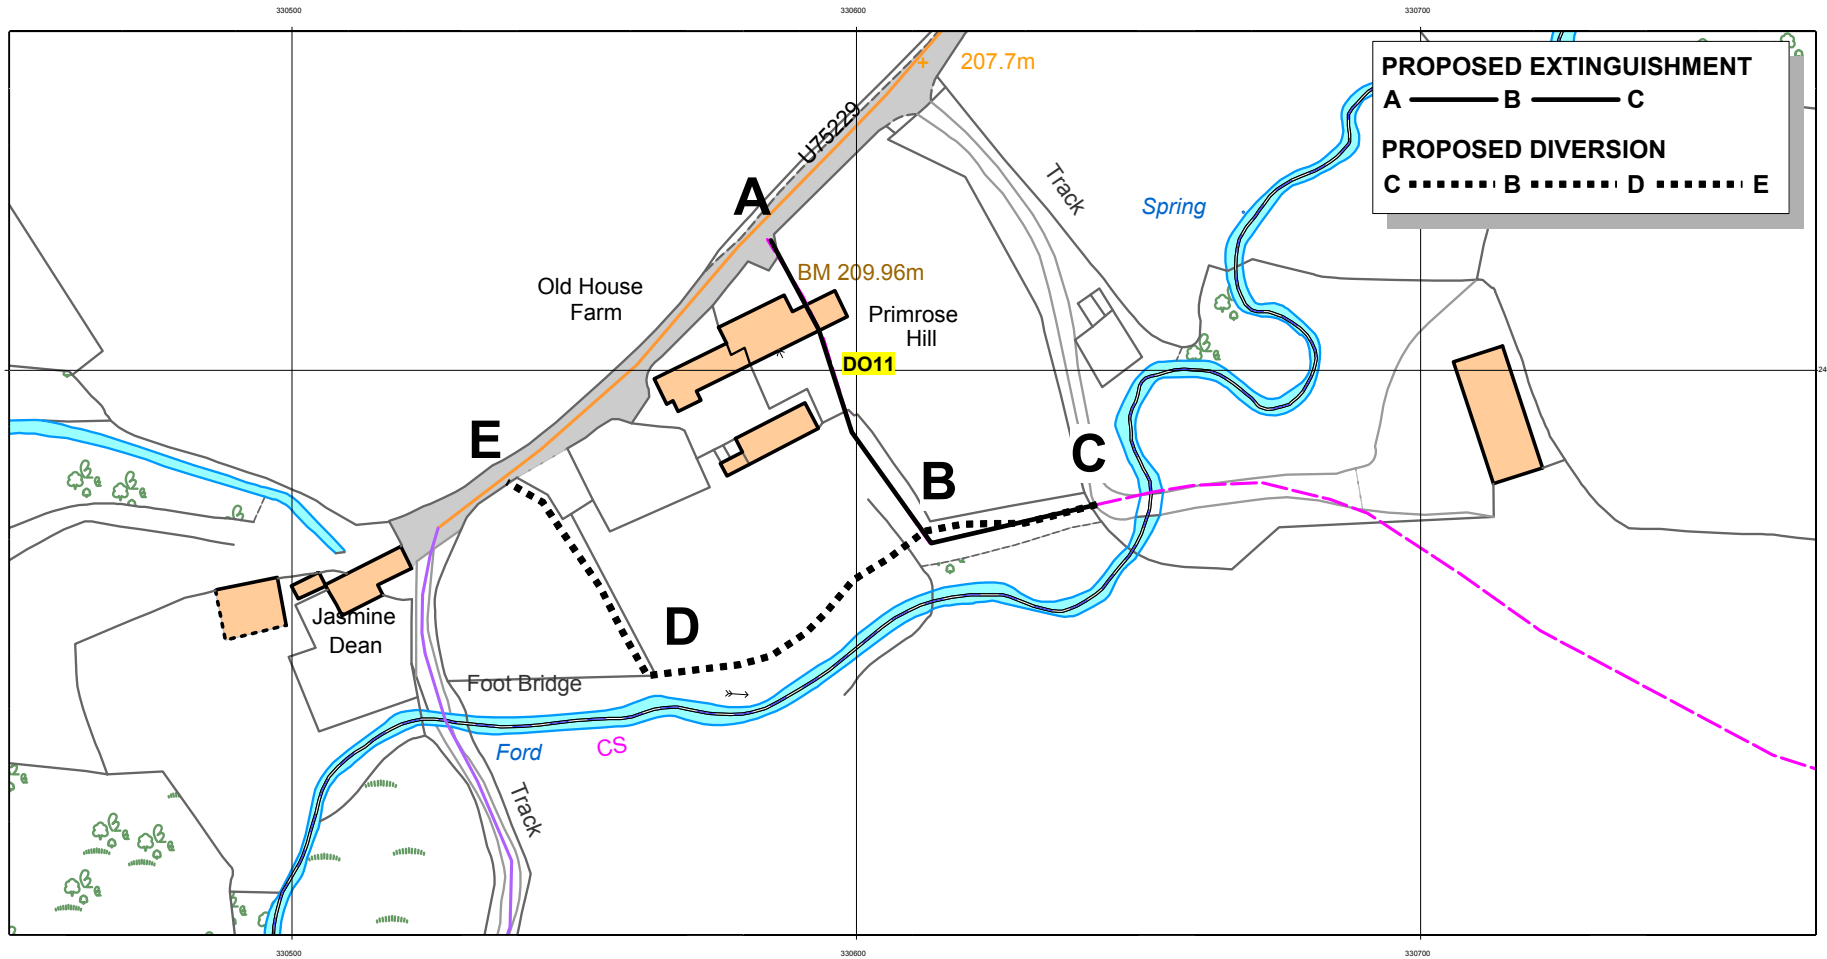 330500
330600
330700
207.7m
PROPOSED EXTINGUISHMENT
A B C
PROPOSED DIVERSION
C B D E
U75229
Track
A
Spring
BM 209.96m
Old House
Farm
Primrose
Hill
DO11
24
E
C
B
D
Jasmine
Dean
Foot Bridge
Ford
CS
Track
330500
330600
330700